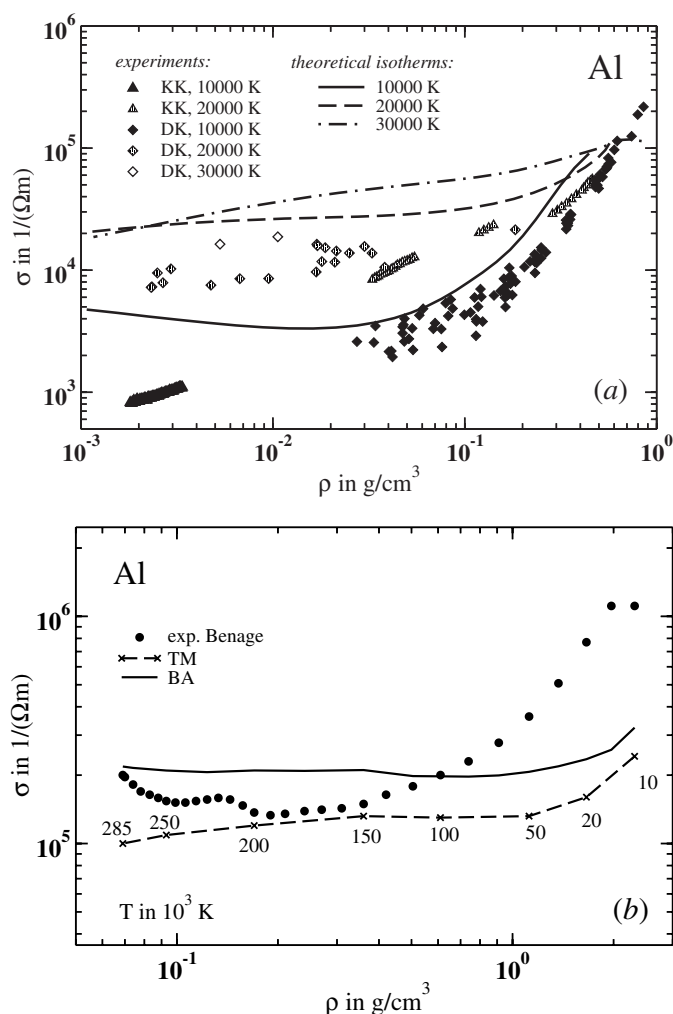 10^6
10^5
10^4
10^3
σ in 1/(Ωm)
experiments:
KK, 10000 K
KK, 20000 K
DK, 10000 K
DK, 20000 K
DK, 30000 K
theoretical isotherms:
10000 K
20000 K
30000 K
Al
(a)
10^-3 10^-2 10^-1 10^0
ρ in g/cm^3
Al
10^6
10^5
σ in 1/(Ωm)
exp. Benage
TM
BA
285 250 200 150 100 50 20 10
T in 10^3 K
(b)
10^-1 10^0
ρ in g/cm^3